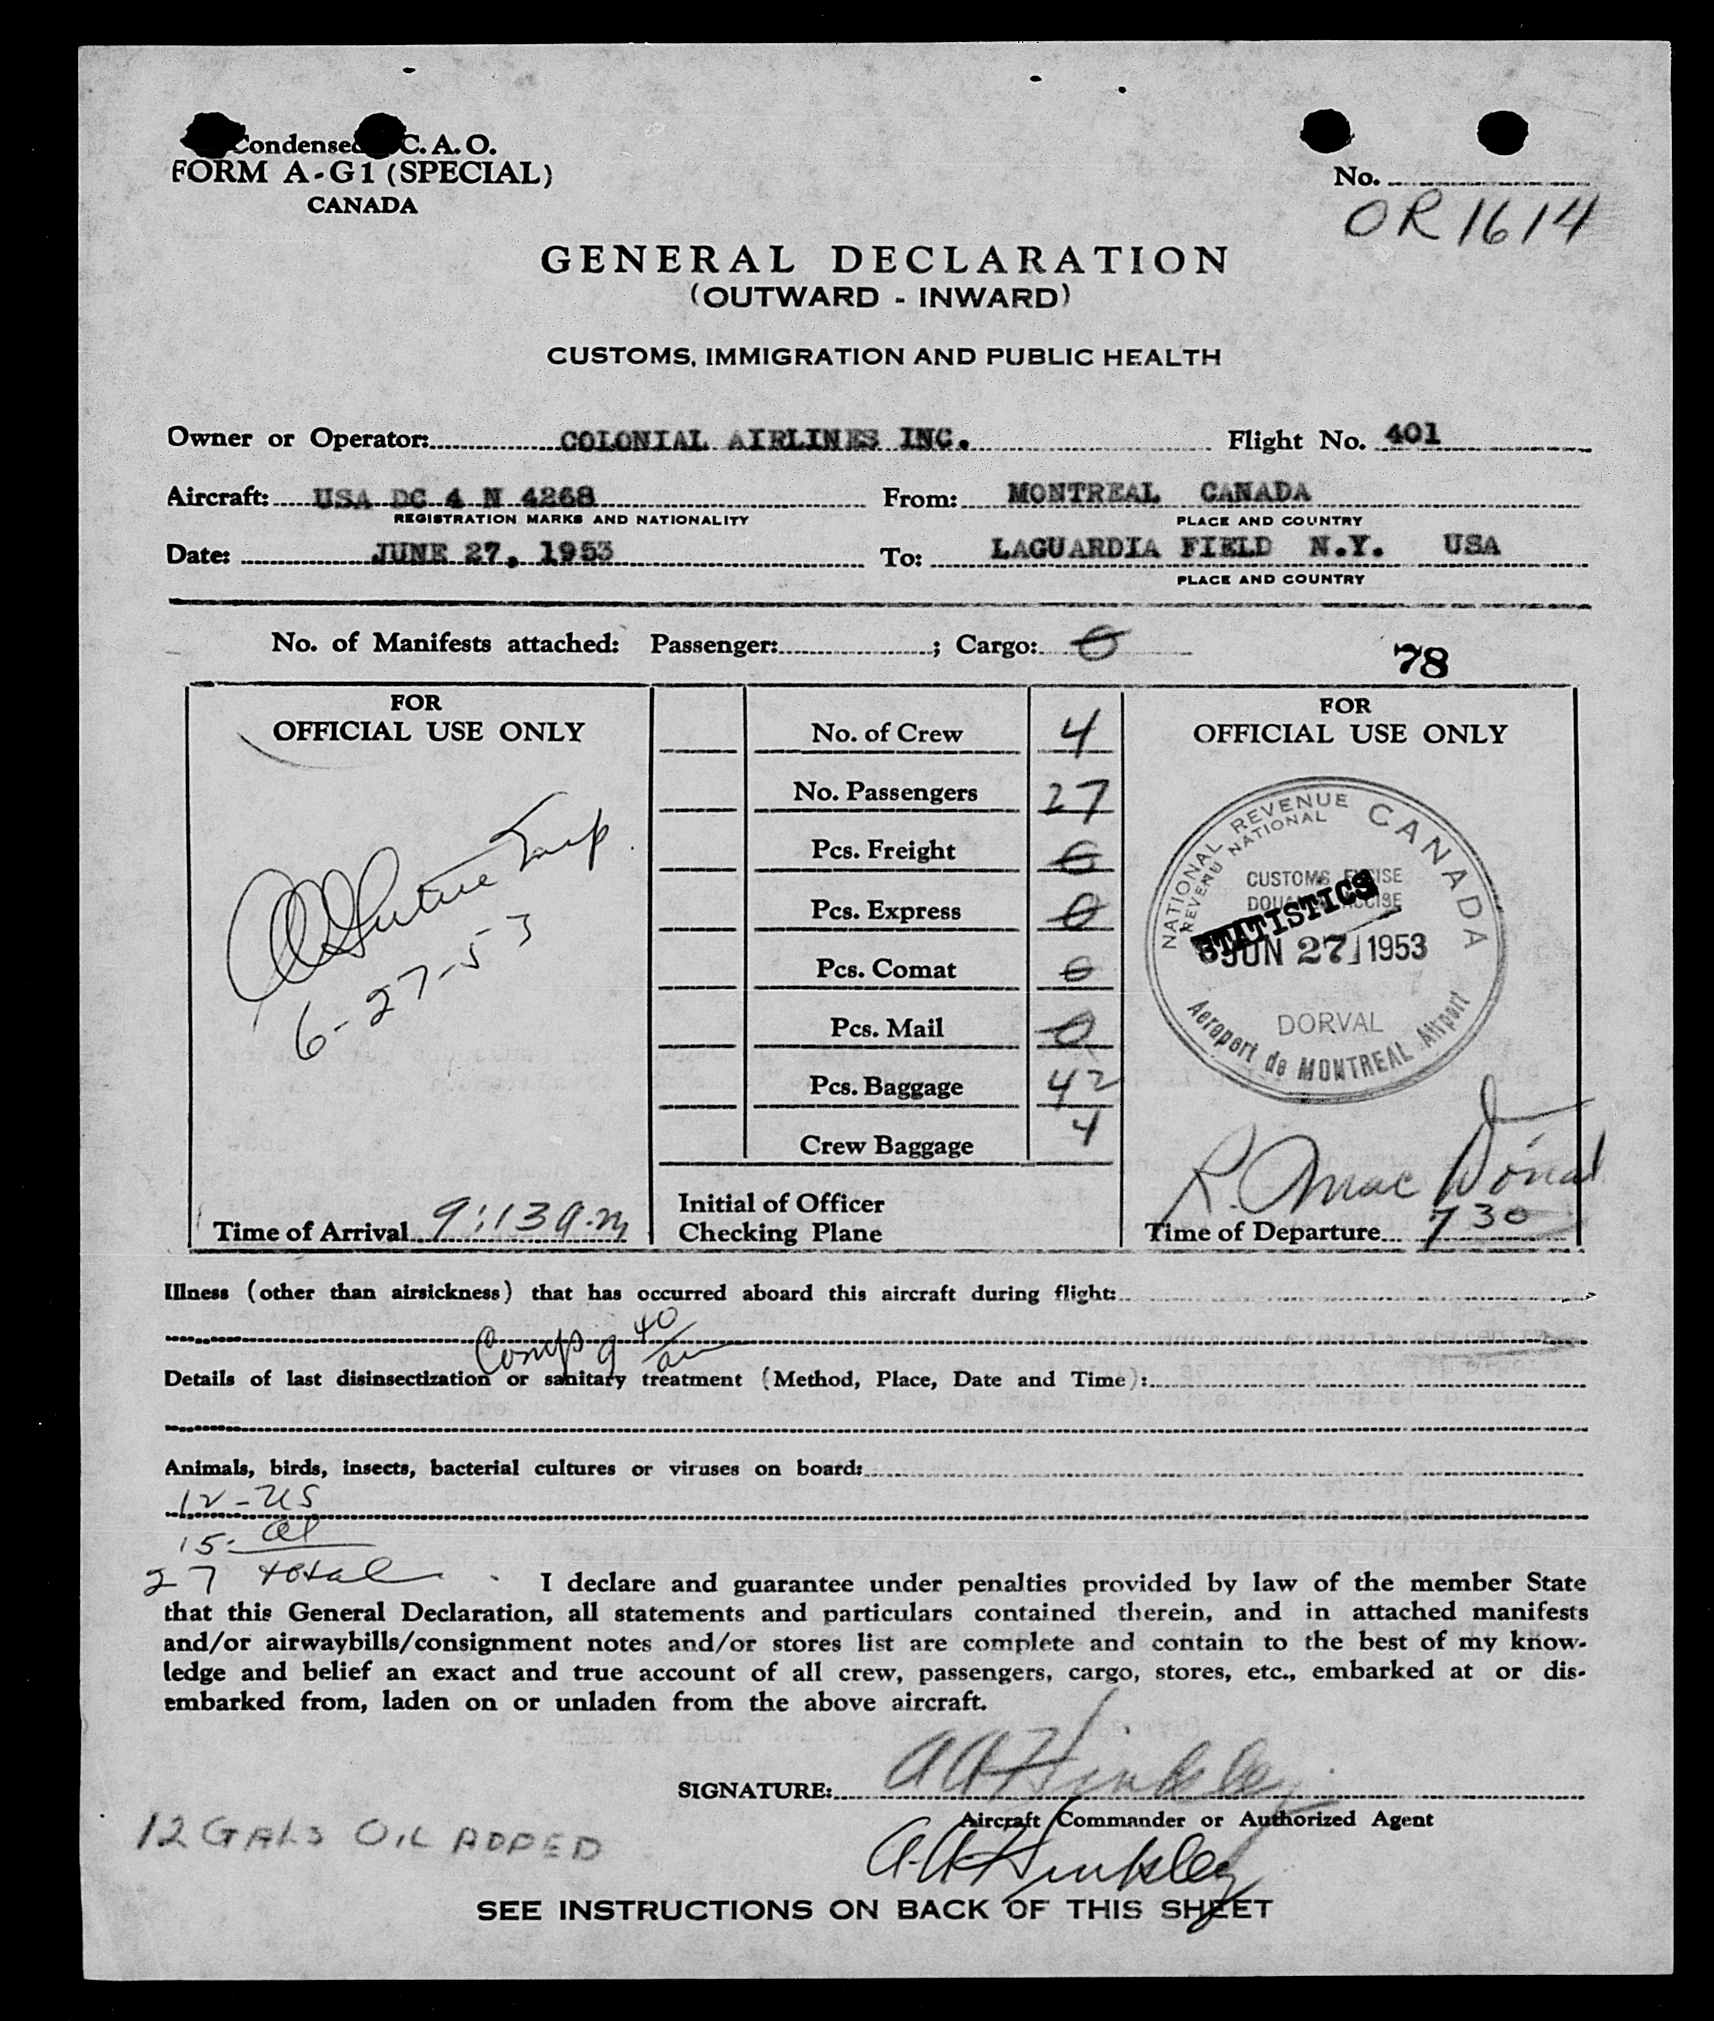 Condensed C. A. O.
FORM A-G1 (SPECIAL)
CANADA
No.
OR 1614
GENERAL DECLARATION
(OUTWARD - INWARD)
CUSTOMS, IMMIGRATION AND PUBLIC HEALTH
Owner or Operator: COLONIAL AIRLINES INC. Flight No. 401
Aircraft: USA DC 4 N 4268 From: MONTREAL CANADA
REGISTRATION MARKS AND NATIONALITY PLACE AND COUNTRY
Date: JUNE 27, 1953 To: LAGUARDIA FIELD N.Y. USA
PLACE AND COUNTRY
No. of Manifests attached: Passenger: ; Cargo: 0
78
FOR
OFFICIAL USE ONLY
6-27-53
Time of Arrival 9:13 a.m
No. of Crew 4
No. Passengers 27
Pcs. Freight 0
Pcs. Express 0
Pcs. Comat 0
Pcs. Mail 0
Pcs. Baggage 42
Crew Baggage 4
Initial of Officer
Checking Plane
FOR
OFFICIAL USE ONLY
NATIONAL REVENUE CANADA
REVENU NATIONAL
CUSTOMS EXCISE
DOUANE ACCISE
STATISTICS
JUN 27 1953
DORVAL
Aeroport de MONTREAL Airport
R. MacDonald
Time of Departure 730
Illness (other than airsickness) that has occurred aboard this aircraft during flight:
Comp 9 40/am
Details of last disinsectization or sanitary treatment (Method, Place, Date and Time):
Animals, birds, insects, bacterial cultures or viruses on board:
12-US
15-al
27 total
I declare and guarantee under penalties provided by law of the member State
that this General Declaration, all statements and particulars contained therein, and in attached manifests
and/or airwaybills/consignment notes and/or stores list are complete and contain to the best of my know-
ledge and belief an exact and true account of all crew, passengers, cargo, stores, etc., embarked at or dis-
embarked from, laden on or unladen from the above aircraft.
SIGNATURE: A A Hinkley
Aircraft Commander or Authorized Agent
A. A Hinkley
12 GALS OIL ADDED
SEE INSTRUCTIONS ON BACK OF THIS SHEET